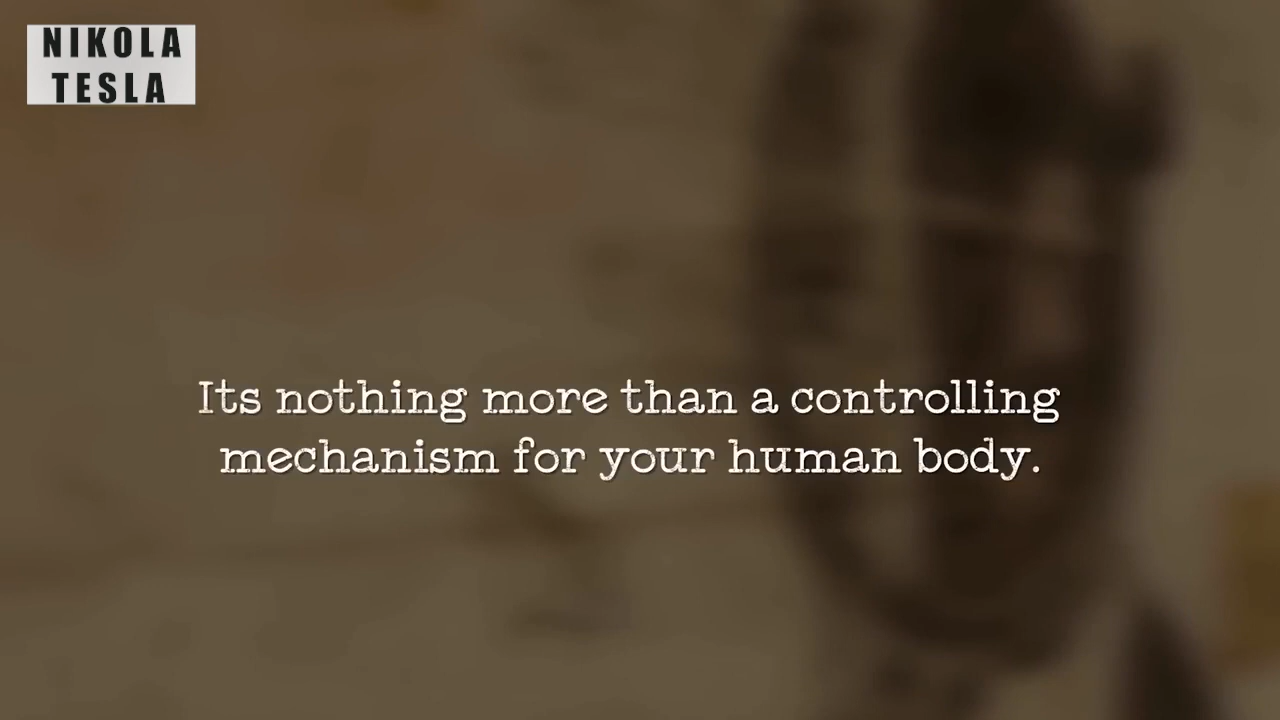 NIKOLA
TESLA
Its nothing more than a controlling
mechanism for your human body.